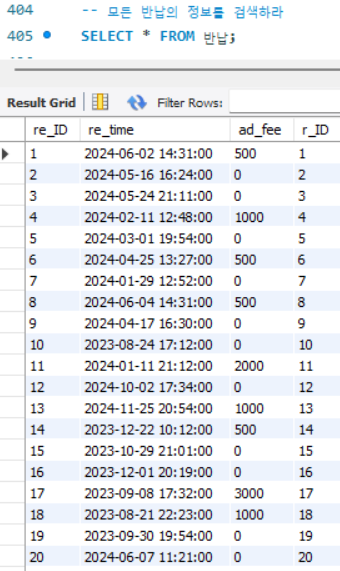 404 -- 모든 반납의 정보를 검색하라
405 SELECT * FROM 반납;
Result Grid Filter Rows:
re_ID re_time ad_fee r_ID
1 2024-06-02 14:31:00 500 1
2 2024-05-16 16:24:00 0 2
3 2024-05-24 21:11:00 0 3
4 2024-02-11 12:48:00 1000 4
5 2024-03-01 19:54:00 0 5
6 2024-04-25 13:27:00 500 6
7 2024-01-29 12:52:00 0 7
8 2024-06-04 14:31:00 500 8
9 2024-04-17 16:30:00 0 9
10 2023-08-24 17:12:00 0 10
11 2024-01-11 21:12:00 2000 11
12 2024-10-02 17:34:00 0 12
13 2024-11-25 20:54:00 1000 13
14 2023-12-22 10:12:00 500 14
15 2023-10-29 21:01:00 0 15
16 2023-12-01 20:19:00 0 16
17 2023-09-08 17:32:00 3000 17
18 2023-08-21 22:23:00 1000 18
19 2023-09-30 19:54:00 0 19
20 2024-06-07 11:21:00 0 20